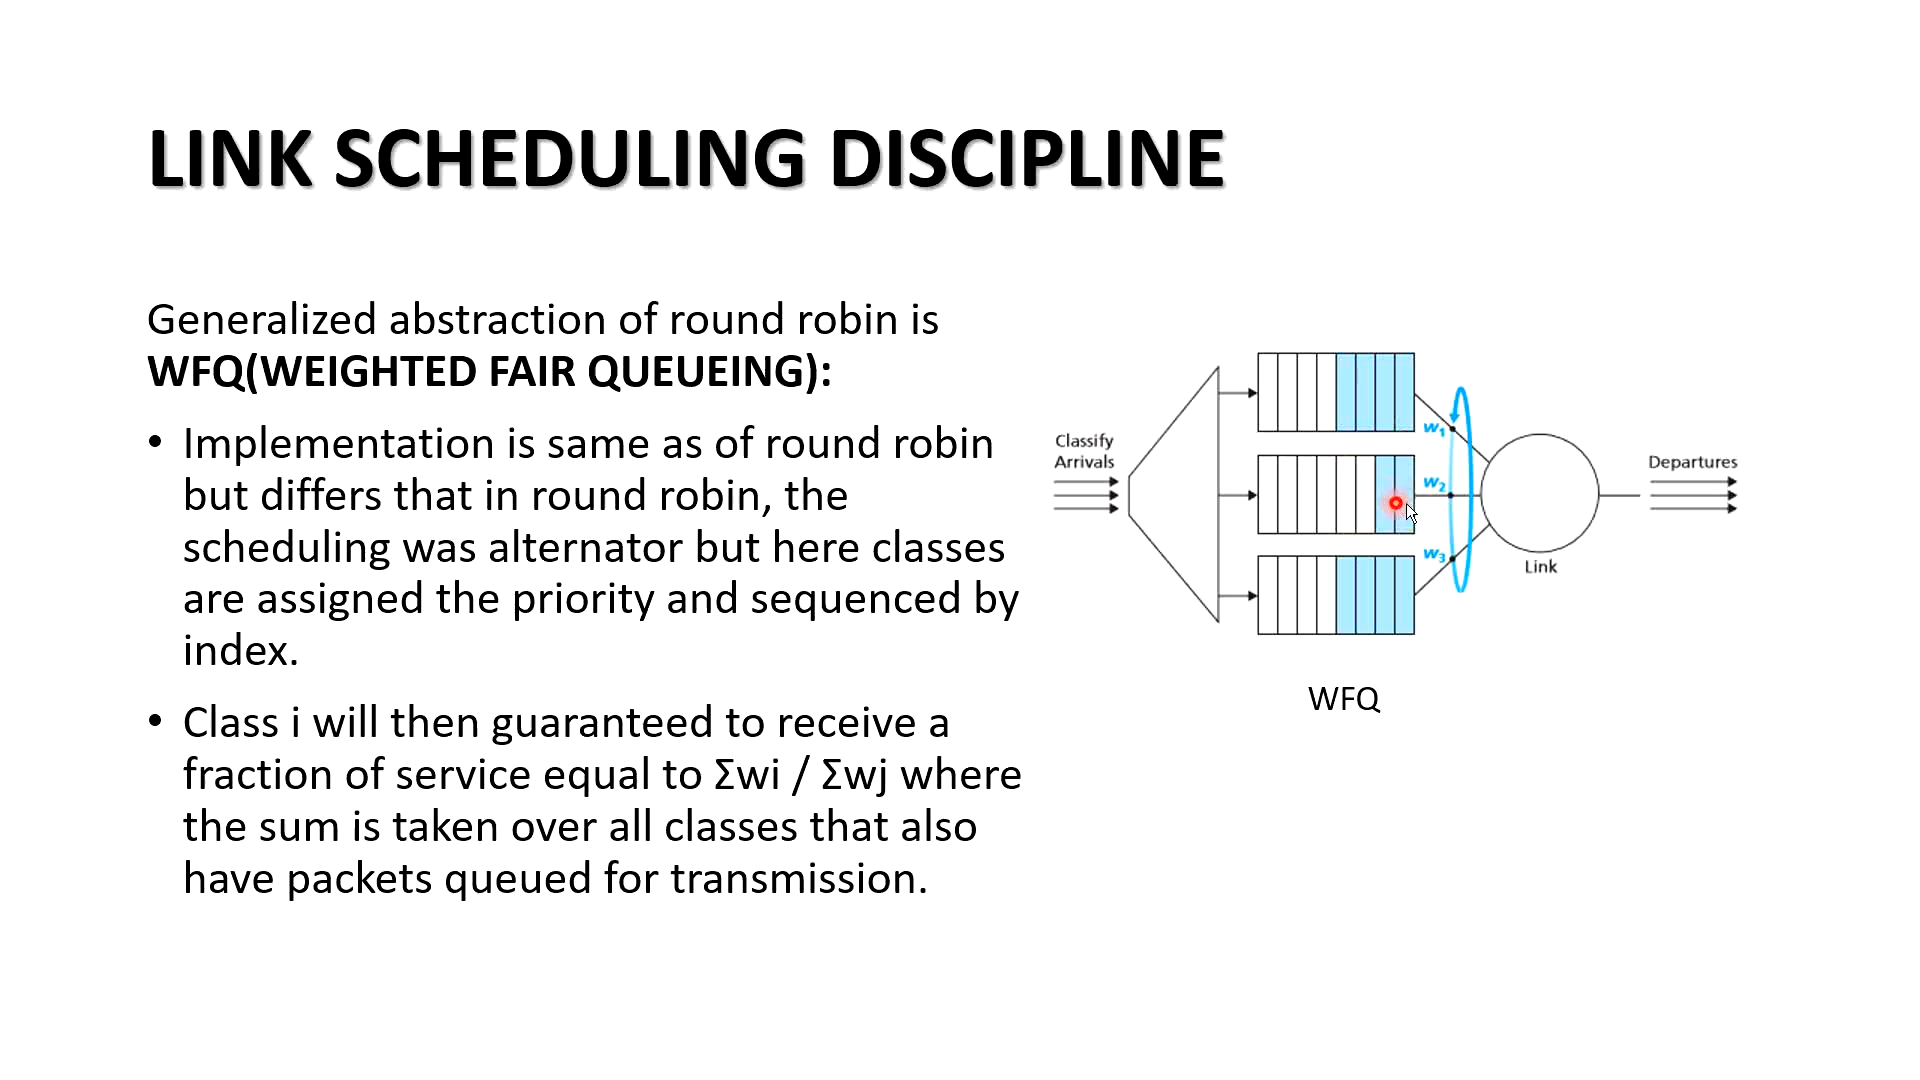 LINK SCHEDULING DISCIPLINE
Generalized abstraction of round robin is
WFQ(WEIGHTED FAIR QUEUEING):
• Implementation is same as of round robin
but differs that in round robin, the
scheduling was alternator but here classes
are assigned the priority and sequenced by
index.
• Class i will then guaranteed to receive a
fraction of service equal to Σwi / Σwj where
the sum is taken over all classes that also
have packets queued for transmission.
Classify
Arrivals
w1
w2
w3
Link
Departures
WFQ